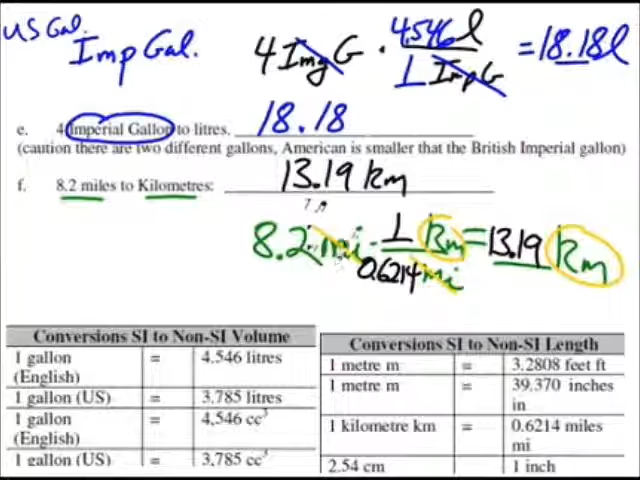 US Gal.
Imp Gal.
4 ImpG · 4.546 l / 1 ImpG = 18.18 l
e. 4 Imperial Gallon to litres. 18.18
(caution there are two different gallons, American is smaller that the British Imperial gallon)
f. 8.2 miles to Kilometres: 13.19 km
8.2 mi · 1 km / 0.6214 mi = 13.19 km
Conversions SI to Non-SI Volume
1 gallon (English) = 4.546 litres
1 gallon (US) = 3.785 litres
1 gallon (English) = 4,546 cc³
1 gallon (US) = 3,785 cc³
Conversions SI to Non-SI Length
1 metre m = 3.2808 feet ft
1 metre m = 39.370 inches in
1 kilometre km = 0.6214 miles mi
2.54 cm = 1 inch